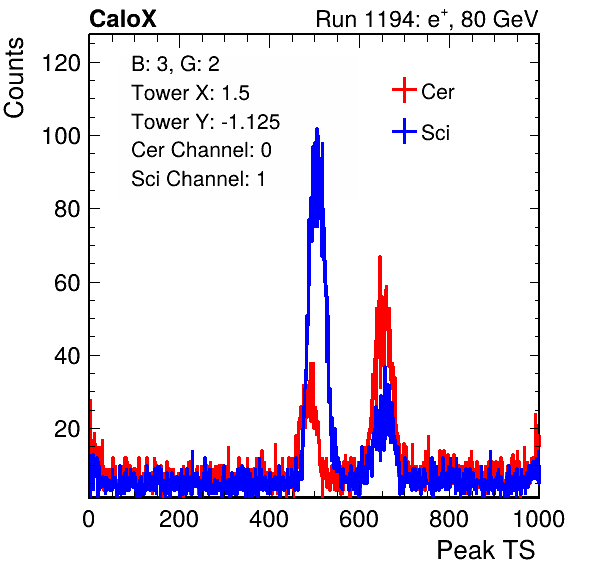 CaloX Run 1194: e+, 80 GeV
Counts
B: 3, G: 2
Tower X: 1.5
Tower Y: -1.125
Cer Channel: 0
Sci Channel: 1
Cer
Sci
120
100
80
60
40
20
0 200 400 600 800 1000
Peak TS